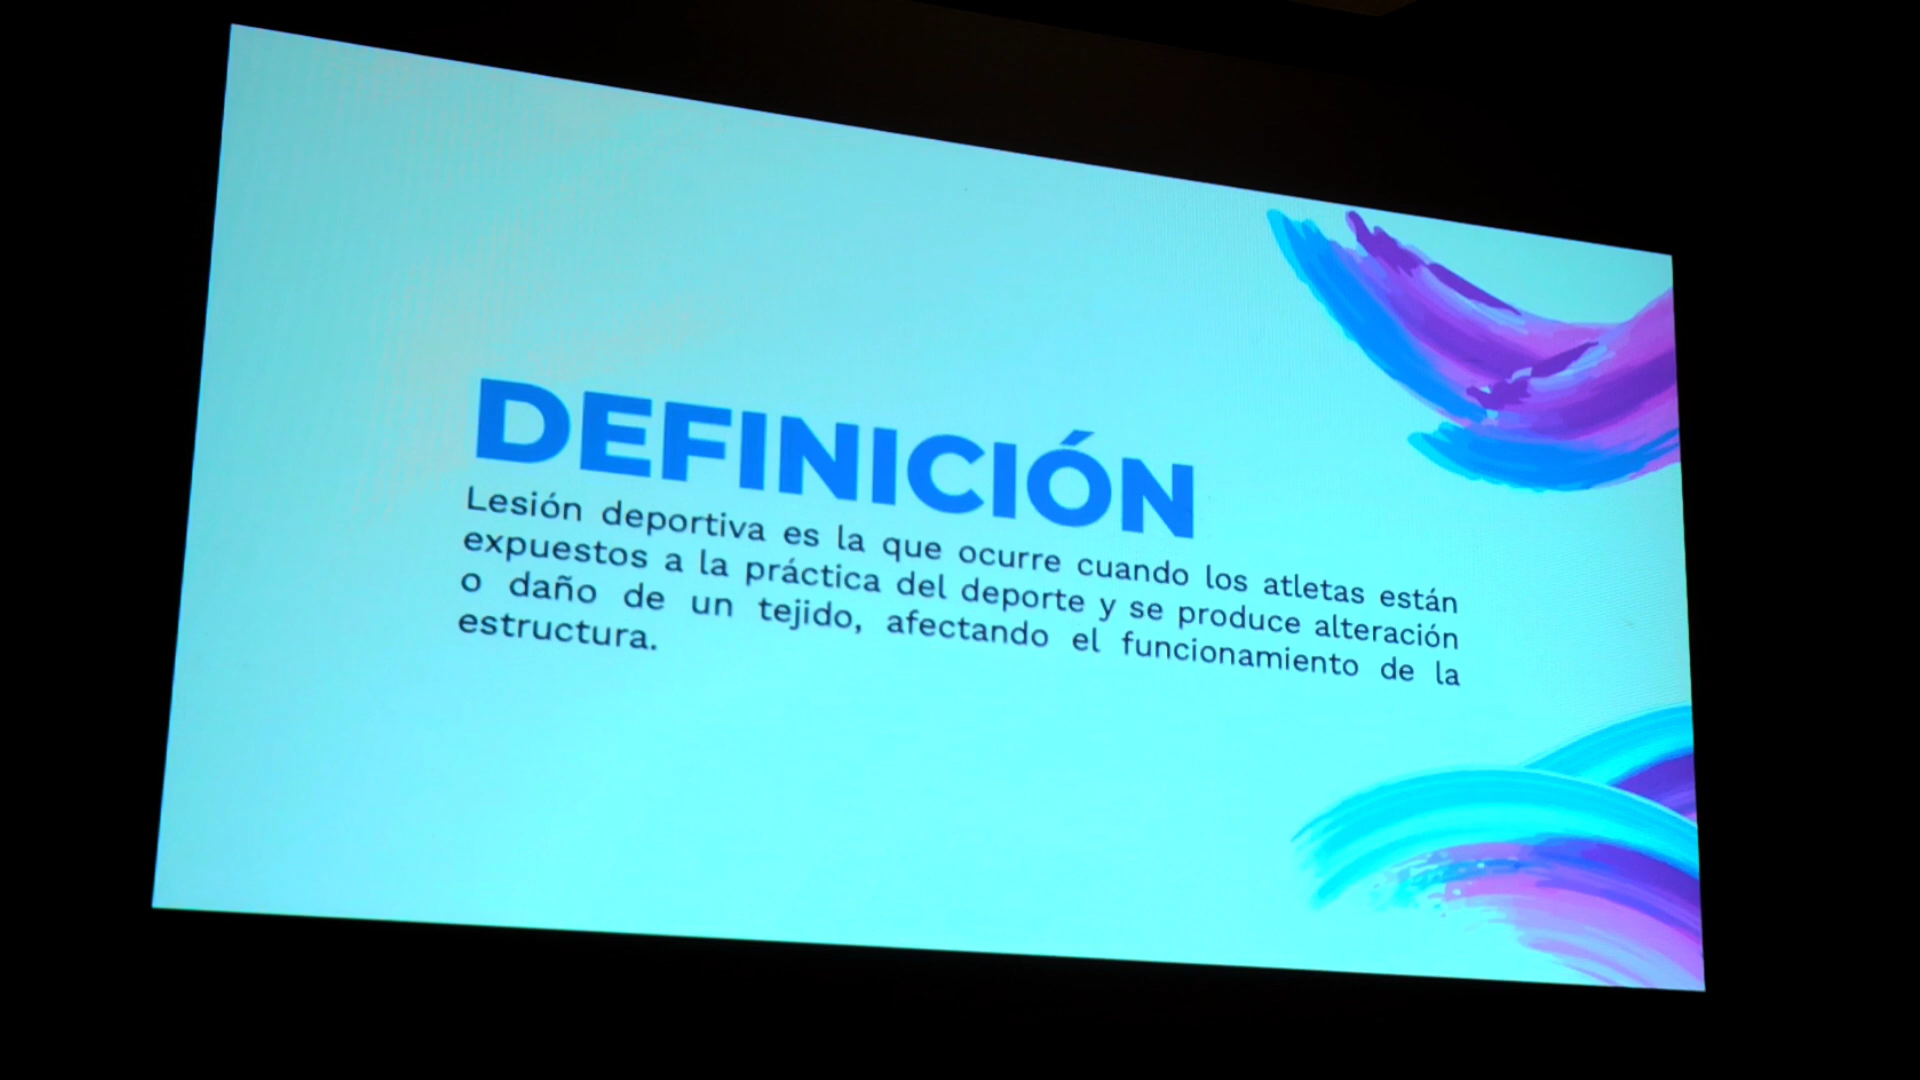 DEFINICIÓN
Lesión deportiva es la que ocurre cuando los atletas están
expuestos a la práctica del deporte y se produce alteración
o daño de un tejido, afectando el funcionamiento de la
estructura.